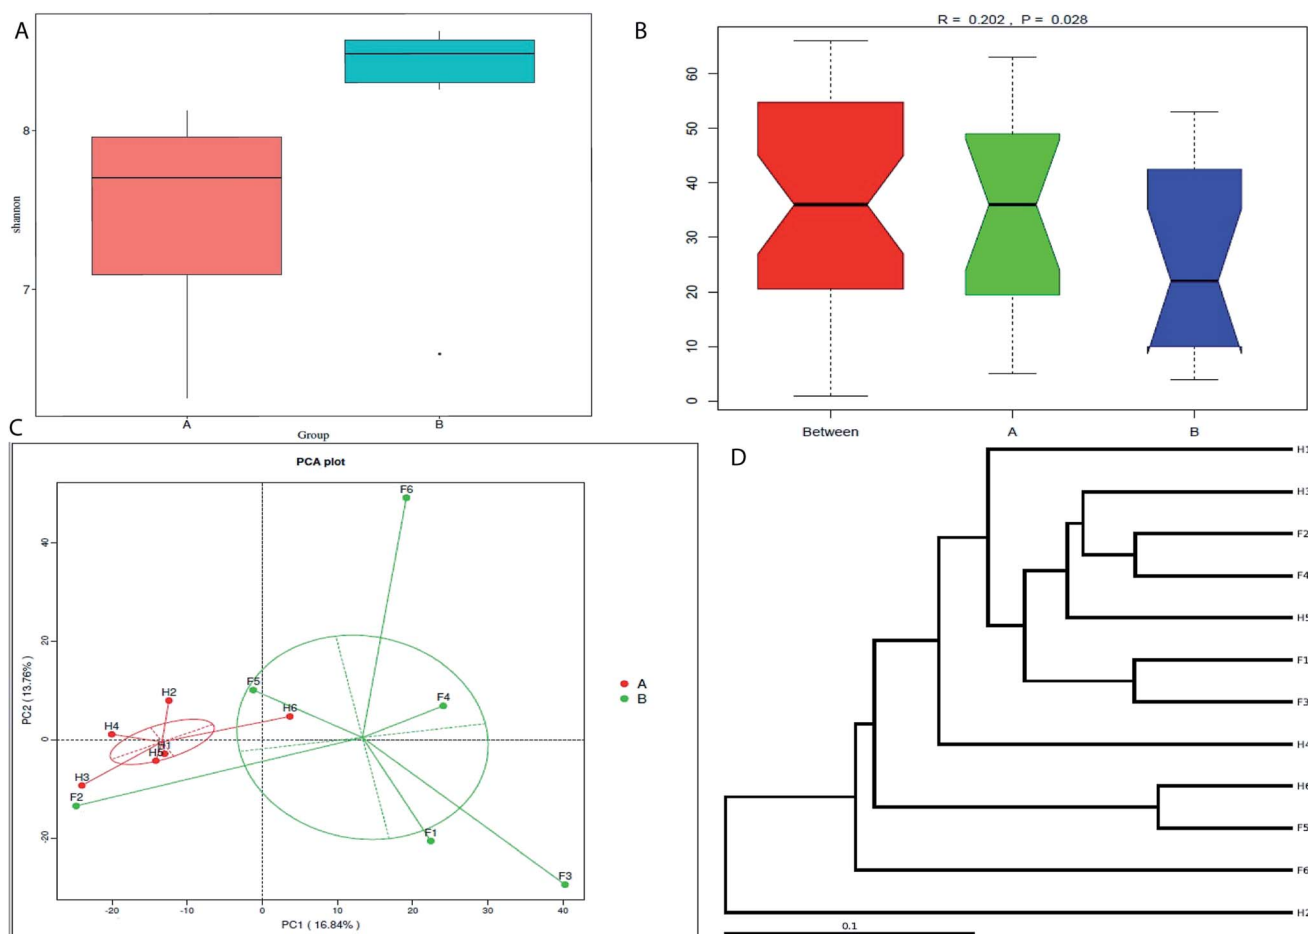 A
shannon
8
7
A
B
Group
B
R = 0.202 , P = 0.028
60
50
40
30
20
10
0
Between
A
B
C
PCA plot
PC2 ( 13.76% )
40
20
0
-20
F6
F5
F4
H2
H6
H4
H1
H5
H3
F2
F1
F3
-20
-10
0
10
20
30
40
PC1 ( 16.84% )
A
B
D
H1
H3
F2
F4
H5
F1
F3
H4
H6
F5
F6
H2
0.1